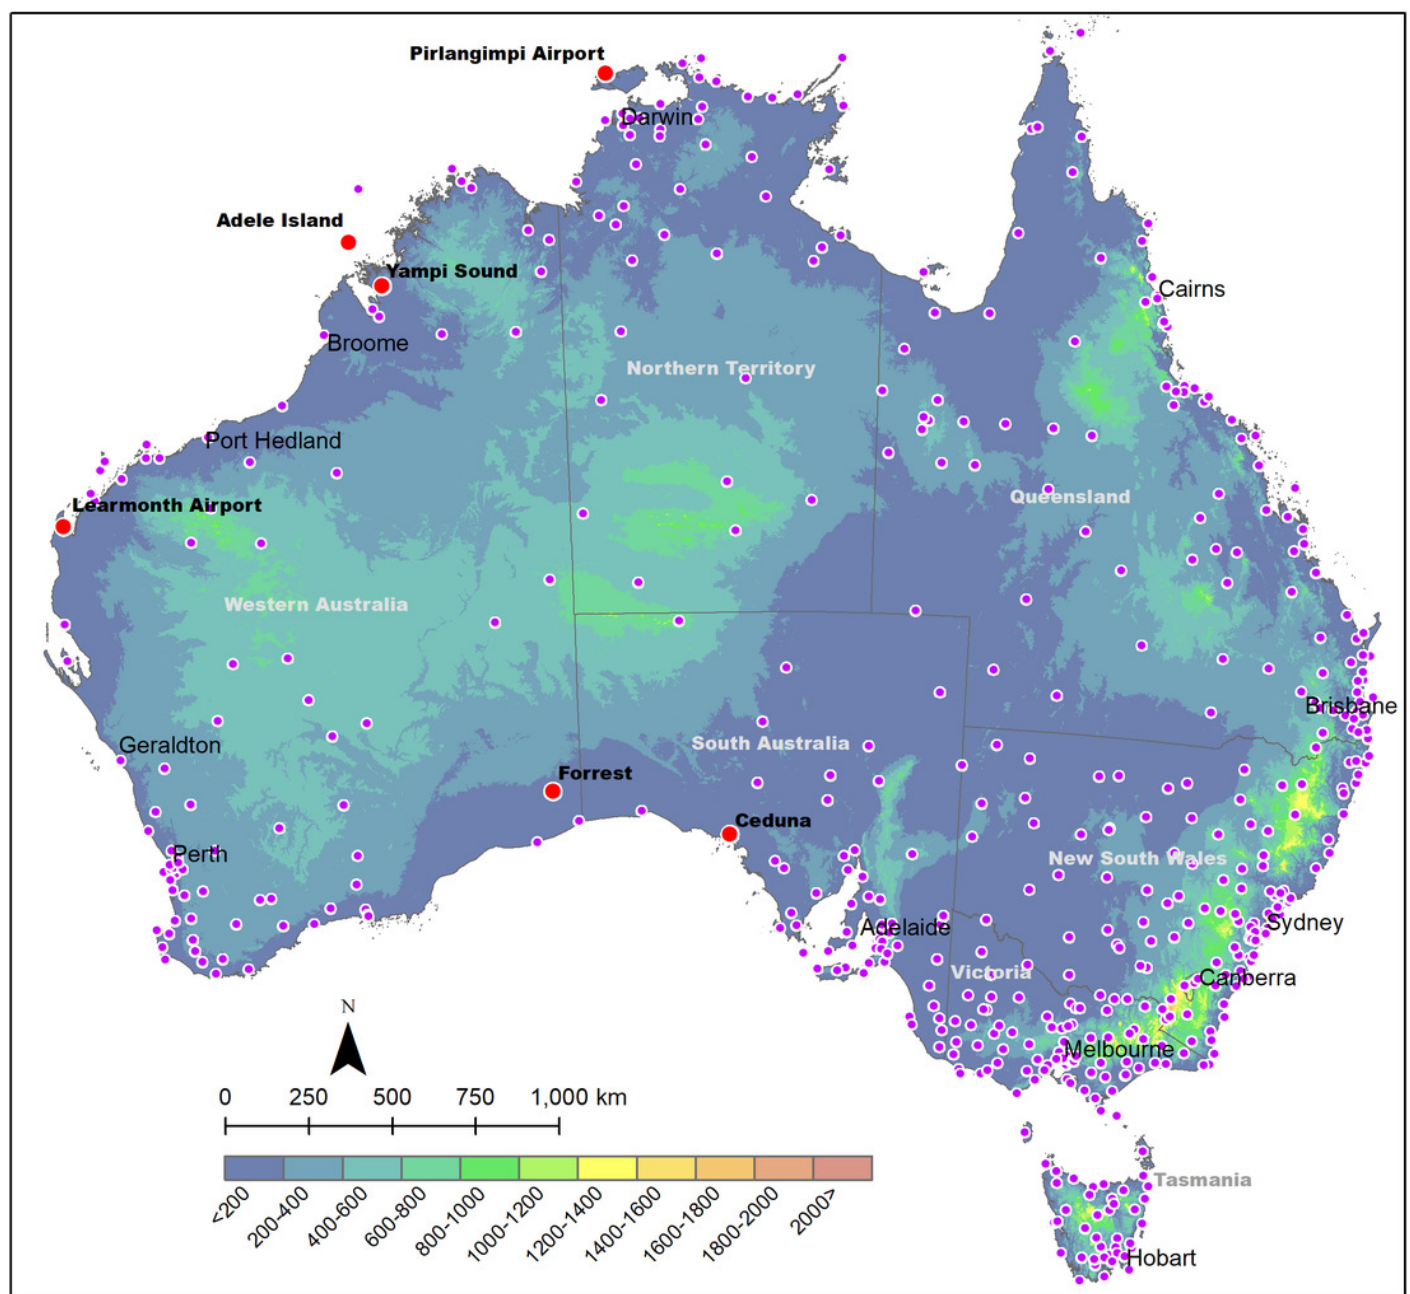 Pirlangimpi Airport
Darwin
Adele Island
Yampi Sound
Cairns
Broome
Northern Territory
Port Hedland
Queensland
Learmonth Airport
Western Australia
Brisbane
South Australia
Geraldton
Forrest
Ceduna
Perth
New South Wales
Adelaide
Sydney
Victoria
Canberra
N
Melbourne
0 250 500 750 1,000 km
Tasmania
<200 200-400 400-600 600-800 800-1000 1000-1200 1200-1400 1400-1600 1600-1800 1800-2000 2000>
Hobart